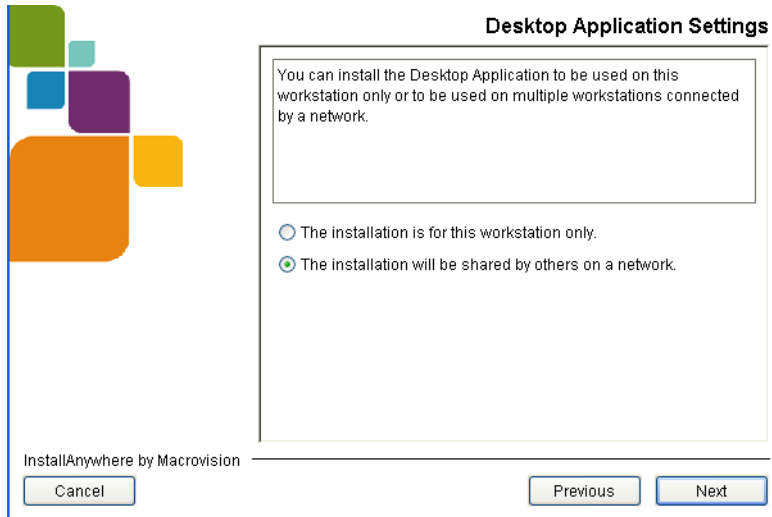 Desktop Application Settings
You can install the Desktop Application to be used on this
workstation only or to be used on multiple workstations connected
by a network.
The installation is for this workstation only.
The installation will be shared by others on a network.
InstallAnywhere by Macrovision
Cancel
Previous
Next